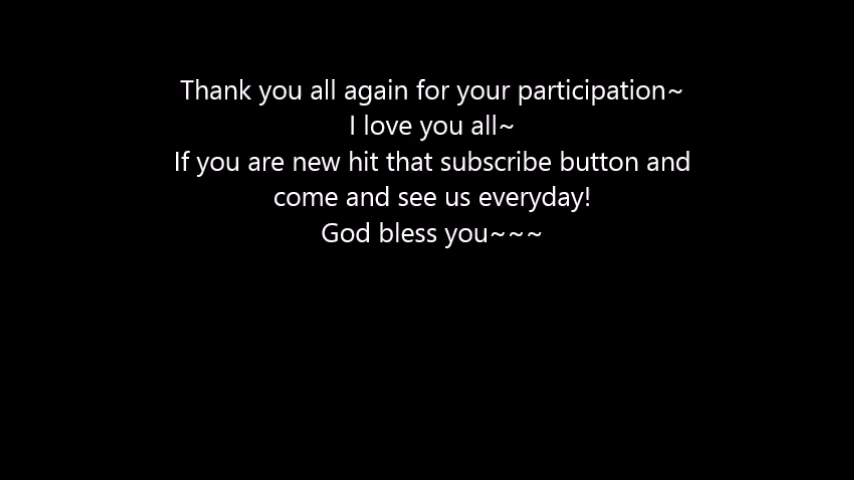 Thank you all again for your participation~
I love you all~
If you are new hit that subscribe button and
come and see us everyday!
God bless you~~~